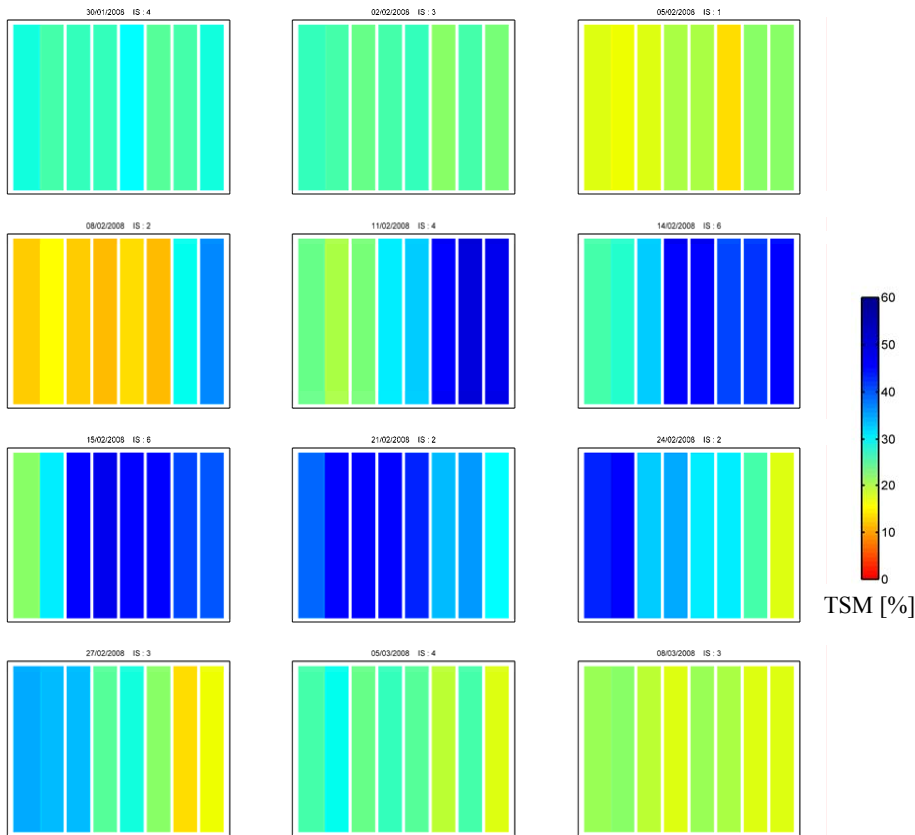 30/01/2008 IS : 4
02/02/2008 IS : 3
05/02/2008 IS : 1
08/02/2008 IS : 2
11/02/2008 IS : 4
14/02/2008 IS : 6
60
50
40
30
20
10
0
TSM [%]
15/02/2008 IS : 6
21/02/2008 IS : 2
24/02/2008 IS : 2
27/02/2008 IS : 3
05/03/2008 IS : 4
08/03/2008 IS : 3